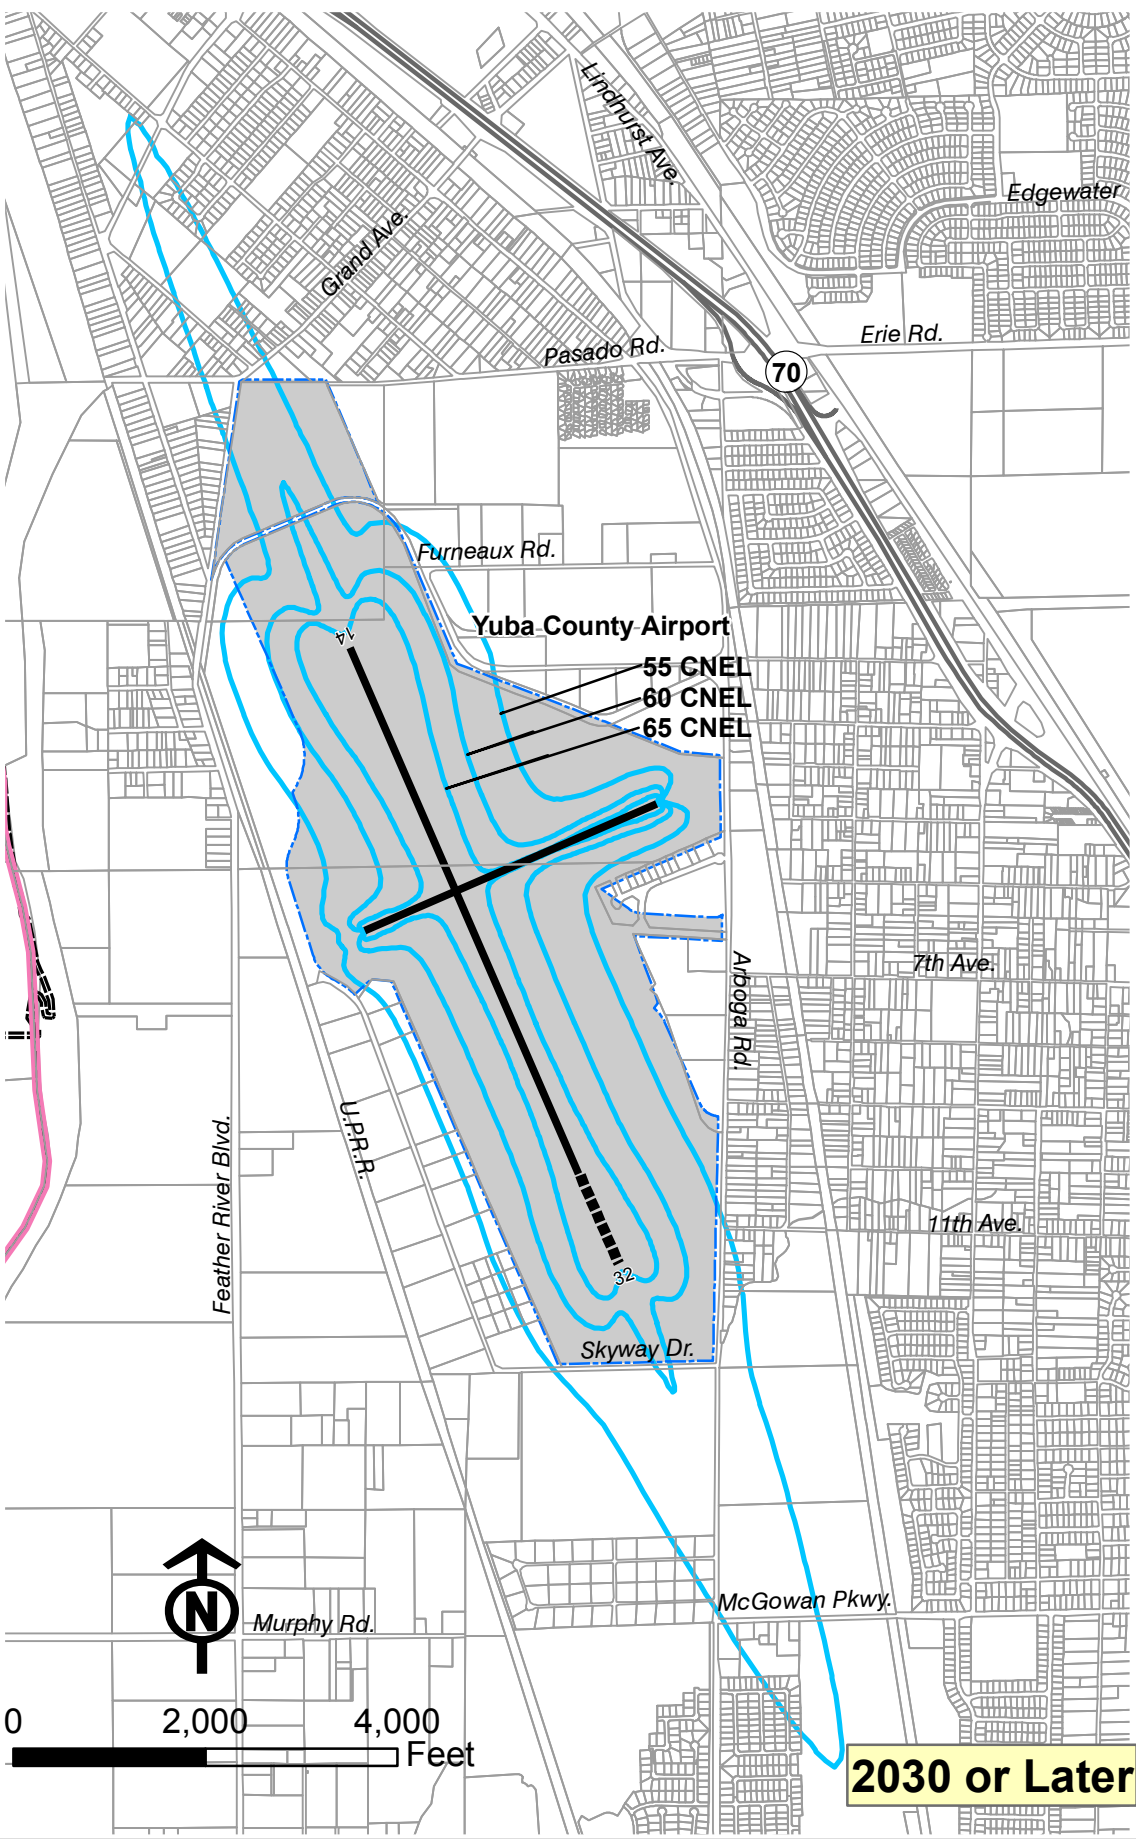 Lindhurst Ave.
Edgewater
Grand Ave.
Erie Rd.
Pasado Rd.
70
Furneaux Rd.
Yuba County Airport
14
55 CNEL
60 CNEL
65 CNEL
7th Ave.
Arboga Rd.
U.P.R.R.
Feather River Blvd.
11th Ave.
32
Skyway Dr.
McGowan Pkwy.
N
Murphy Rd.
0 2,000 4,000
Feet
2030 or Later